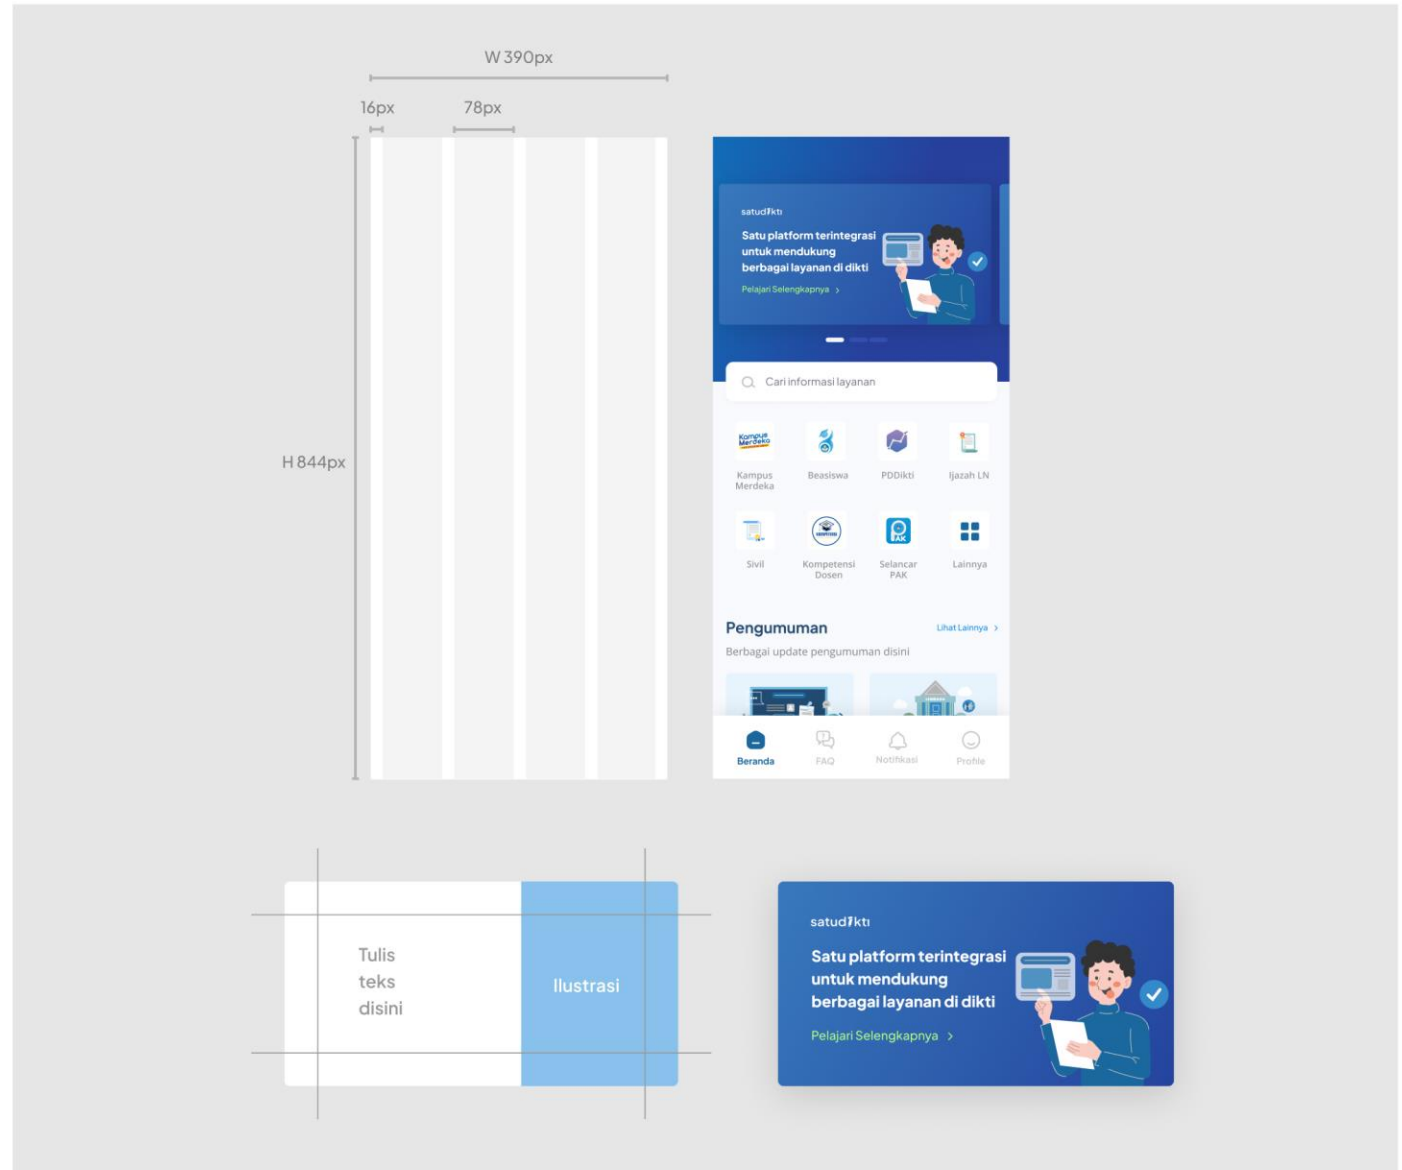 W 390px
16px
78px
H 844px
satudikti
Satu platform terintegrasi
untuk mendukung
berbagai layanan di dikti
Pelajari Selengkapnya >
Cari informasi layanan
Kampus
Merdeka
Kampus
Merdeka
Beasiswa
PDDikti
Ijazah LN
PAK
Sivil
Kompetensi
Dosen
Selancar
PAK
Lainnya
Pengumuman
Lihat Lainnya >
Berbagai update pengumuman disini
Beranda
FAQ
Notifikasi
Profile
Tulis
teks
disini
Ilustrasi
satudikti
Satu platform terintegrasi
untuk mendukung
berbagai layanan di dikti
Pelajari Selengkapnya >